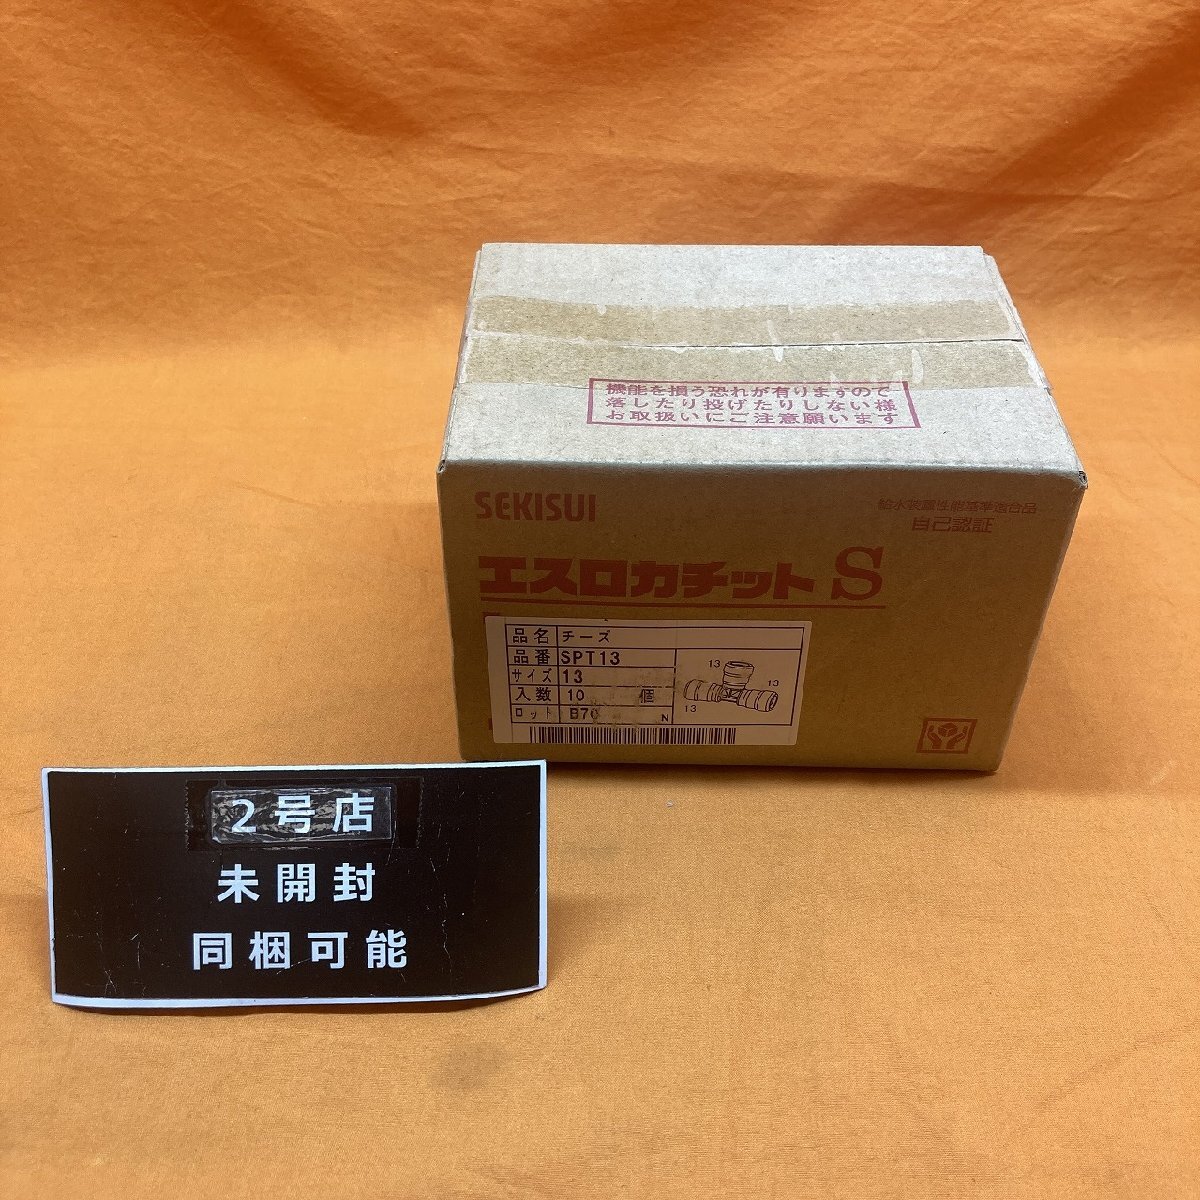 機能を損う恐れが有りますので
落したり投げたりしない様
お取扱いにご注意願います
SEKISUI
給水装置性能基準適合品
自己認証
エスロカチットS
品名 チーズ
品番 SPT13
サイズ 13
入数 10 個
ロット B70 N
13
13
13
2号店
未開封
同梱可能